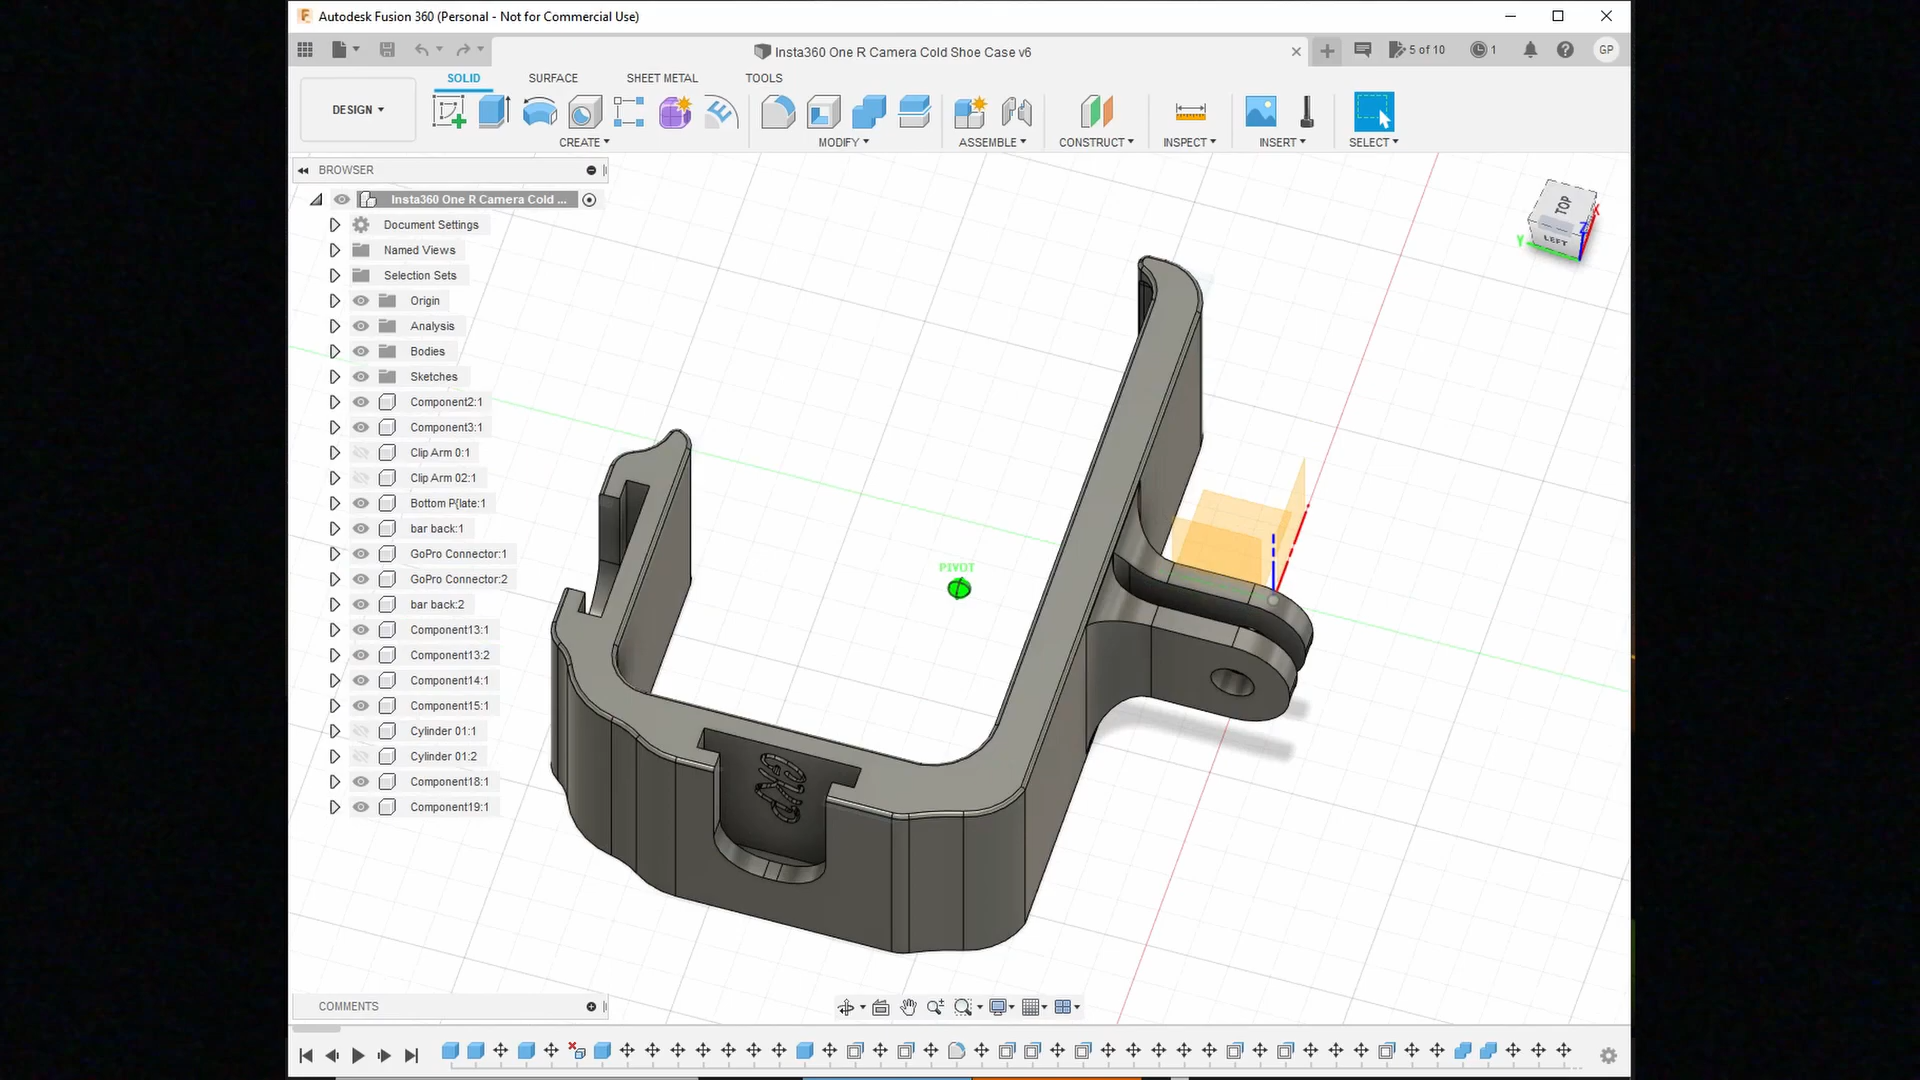 Autodesk Fusion 360 (Personal - Not for Commercial Use)
Insta360 One R Camera Cold Shoe Case v6
5 of 10
1
GP
SOLID
SURFACE
SHEET METAL
TOOLS
DESIGN
CREATE
MODIFY
ASSEMBLE
CONSTRUCT
INSPECT
INSERT
SELECT
BROWSER
Insta360 One R Camera Cold ...
Document Settings
Named Views
Selection Sets
Origin
Analysis
Bodies
Sketches
Component2:1
Component3:1
Clip Arm 0:1
Clip Arm 02:1
Bottom P{late:1
bar back:1
GoPro Connector:1
GoPro Connector:2
bar back:2
Component13:1
Component13:2
Component14:1
Component15:1
Cylinder 01:1
Cylinder 01:2
Component18:1
Component19:1
TOP
LEFT
X
Y
Z
PIVOT
COMMENTS